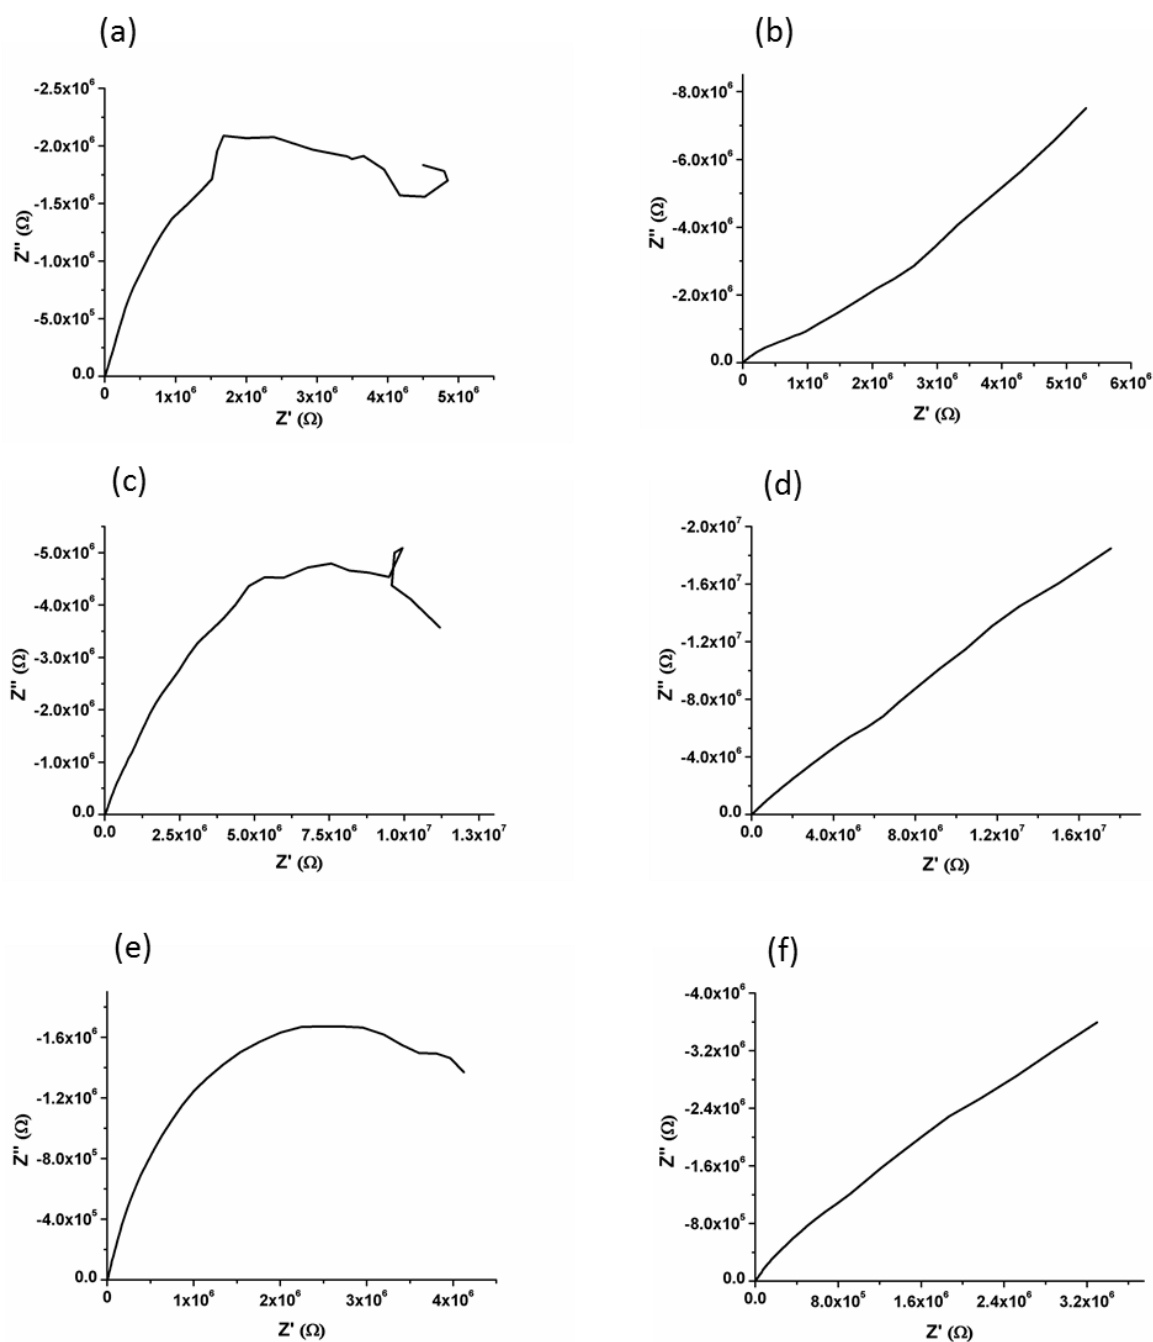 (a)
-2.5x10⁶
-2.0x10⁶
-1.5x10⁶
-1.0x10⁶
-5.0x10⁵
0.0
Z'' (Ω)
0 1x10⁶ 2x10⁶ 3x10⁶ 4x10⁶ 5x10⁶
Z' (Ω)
(b)
-8.0x10⁶
-6.0x10⁶
-4.0x10⁶
-2.0x10⁶
0.0
Z'' (Ω)
0 1x10⁶ 2x10⁶ 3x10⁶ 4x10⁶ 5x10⁶ 6x10⁶
Z' (Ω)
(c)
-5.0x10⁶
-4.0x10⁶
-3.0x10⁶
-2.0x10⁶
-1.0x10⁶
0.0
Z'' (Ω)
0.0 2.5x10⁶ 5.0x10⁶ 7.5x10⁶ 1.0x10⁷ 1.3x10⁷
Z' (Ω)
(d)
-2.0x10⁷
-1.6x10⁷
-1.2x10⁷
-8.0x10⁶
-4.0x10⁶
0.0
Z'' (Ω)
0.0 4.0x10⁶ 8.0x10⁶ 1.2x10⁷ 1.6x10⁷
Z' (Ω)
(e)
-1.6x10⁶
-1.2x10⁶
-8.0x10⁵
-4.0x10⁵
0.0
Z'' (Ω)
0 1x10⁶ 2x10⁶ 3x10⁶ 4x10⁶
Z' (Ω)
(f)
-4.0x10⁶
-3.2x10⁶
-2.4x10⁶
-1.6x10⁶
-8.0x10⁵
0.0
Z'' (Ω)
0.0 8.0x10⁵ 1.6x10⁶ 2.4x10⁶ 3.2x10⁶
Z' (Ω)